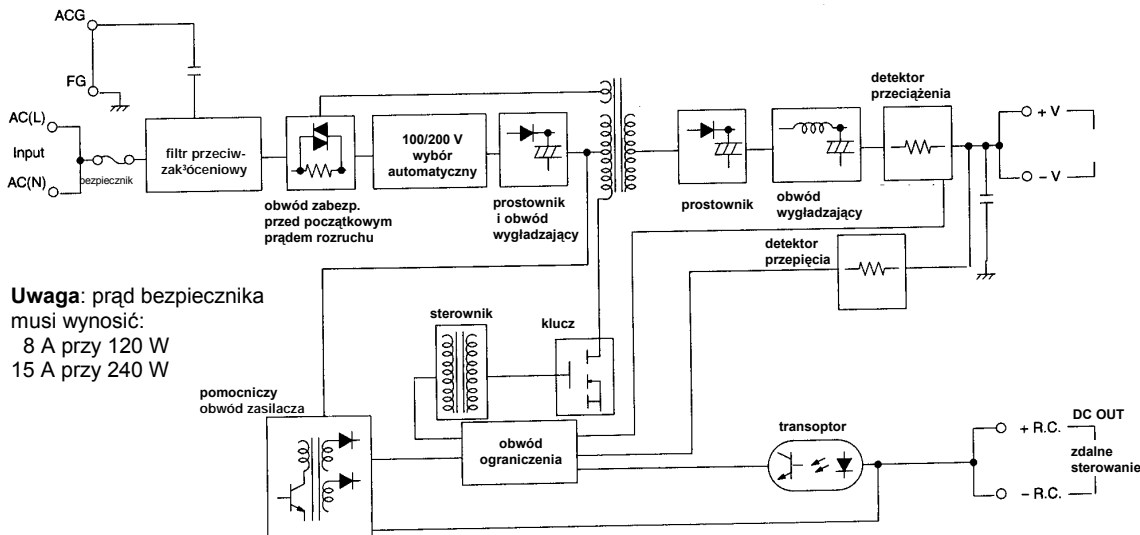 ACG
FG
AC(L)
Input
AC(N)
bezpiecznik
filtr przeciw-
zak³óceniowy
obwód zabezp.
przed początkowym
prądem rozruchu
100/200 V
wybór
automatyczny
prostownik
i obwód
wygładzający
prostownik
obwód
wygładzający
detektor
przeciążenia
+ V
– V
detektor
przepięcia
Uwaga: prąd bezpiecznika
musi wynosić:
8 A przy 120 W
15 A przy 240 W
sterownik
klucz
pomocniczy
obwód zasilacza
obwód
ograniczenia
transoptor
+ R.C.
– R.C.
DC OUT
zdalne
sterowanie